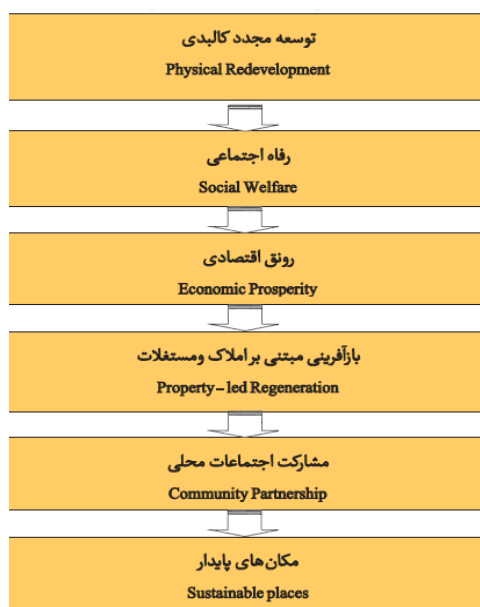 توسعه مجدد کالبدی
Physical Redevelopment
رفاه اجتماعی
Social Welfare
رونق اقتصادی
Economic Prosperity
بازآفرینی مبتنی بر املاک ومستغلات
Property – led Regeneration
مشارکت اجتماعات محلی
Community Partnership
مکان‌های پایدار
Sustainable places